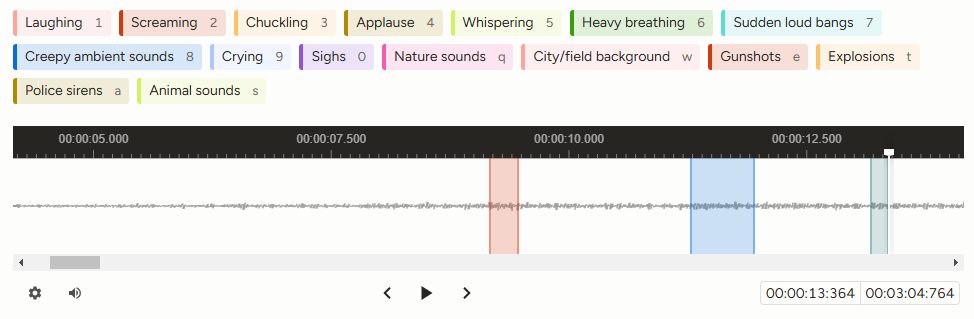 Laughing 1 Screaming 2 Chuckling 3 Applause 4 Whispering 5 Heavy breathing 6 Sudden loud bangs 7
Creepy ambient sounds 8 Crying 9 Sighs 0 Nature sounds q City/field background w Gunshots e Explosions t
Police sirens a Animal sounds s
00:00:05.000 00:00:07.500 00:00:10.000 00:00:12.500
00:00:13:364 00:03:04:764